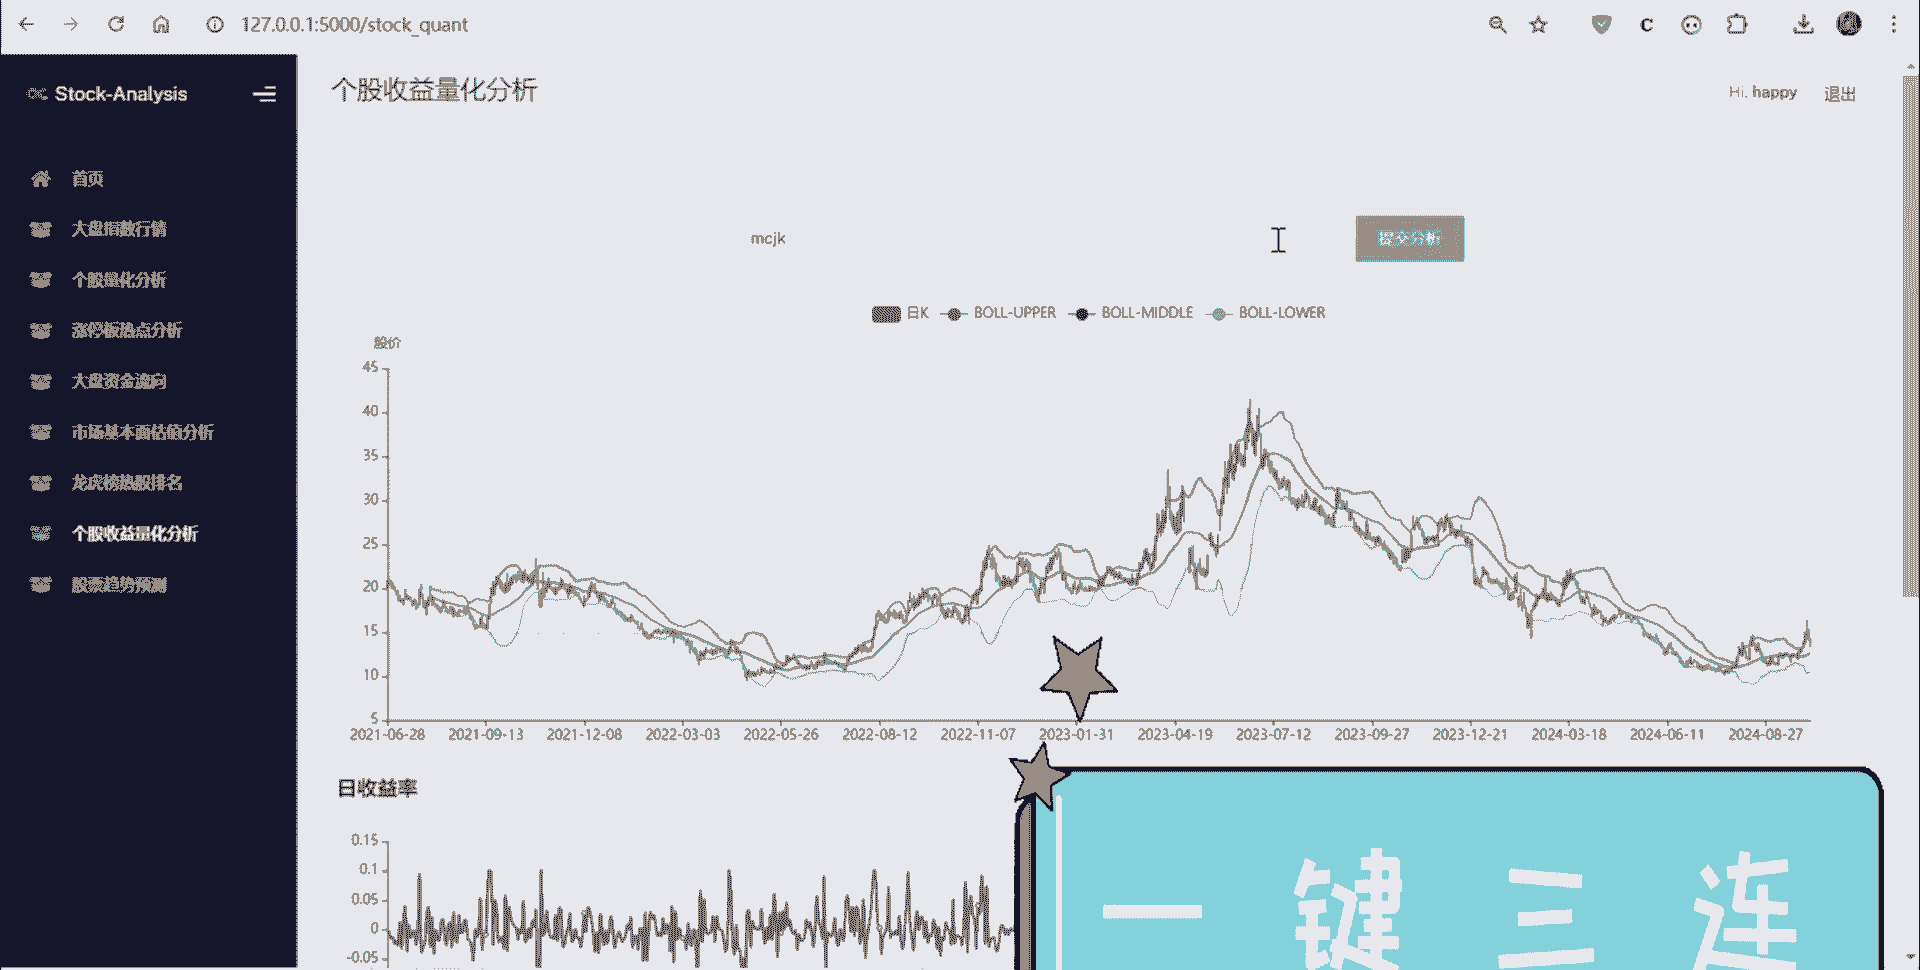 127.0.0.1:5000/stock_quant
Stock-Analysis
个股收益量化分析
Hi, happy 退出
首页
大盘指数行情
个股量化分析
涨停板热点分析
大盘资金流向
市场基本面估值分析
龙虎榜热股排名
个股收益量化分析
股票趋势预测
mcjk
提交分析
日K BOLL-UPPER BOLL-MIDDLE BOLL-LOWER
股价
45
40
35
30
25
20
15
10
5
2021-06-28 2021-09-13 2021-12-08 2022-03-03 2022-05-26 2022-08-12 2022-11-07 2023-01-31 2023-04-19 2023-07-12 2023-09-27 2023-12-21 2024-03-18 2024-06-11 2024-08-27
日收益率
0.15
0.1
0.05
0
-0.05
一键三连